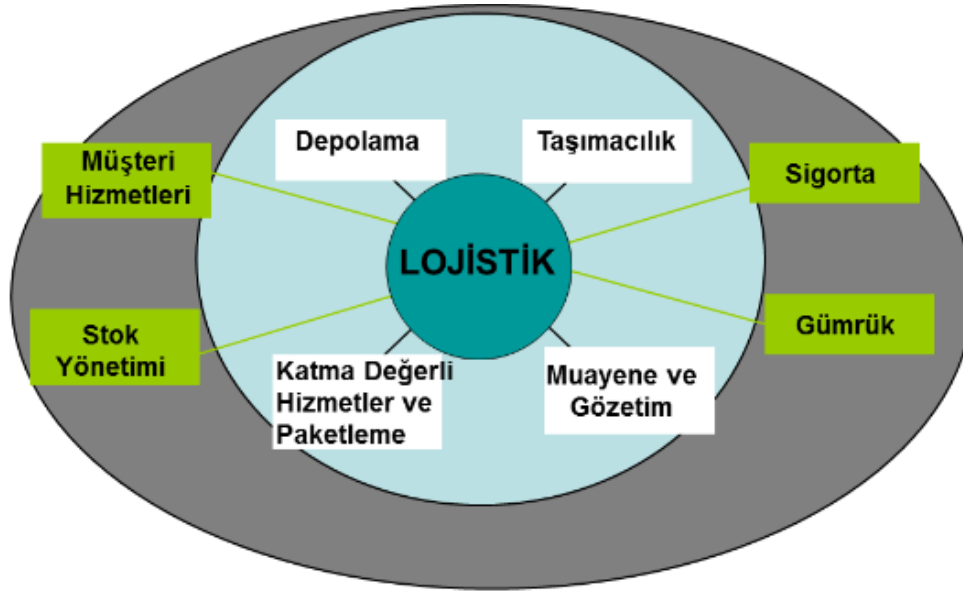 Depolama
Taşımacılık
Müşteri
Hizmetleri
Sigorta
LOJİSTİK
Stok
Yönetimi
Gümrük
Katma Değerli
Hizmetler ve
Paketleme
Muayene ve
Gözetim